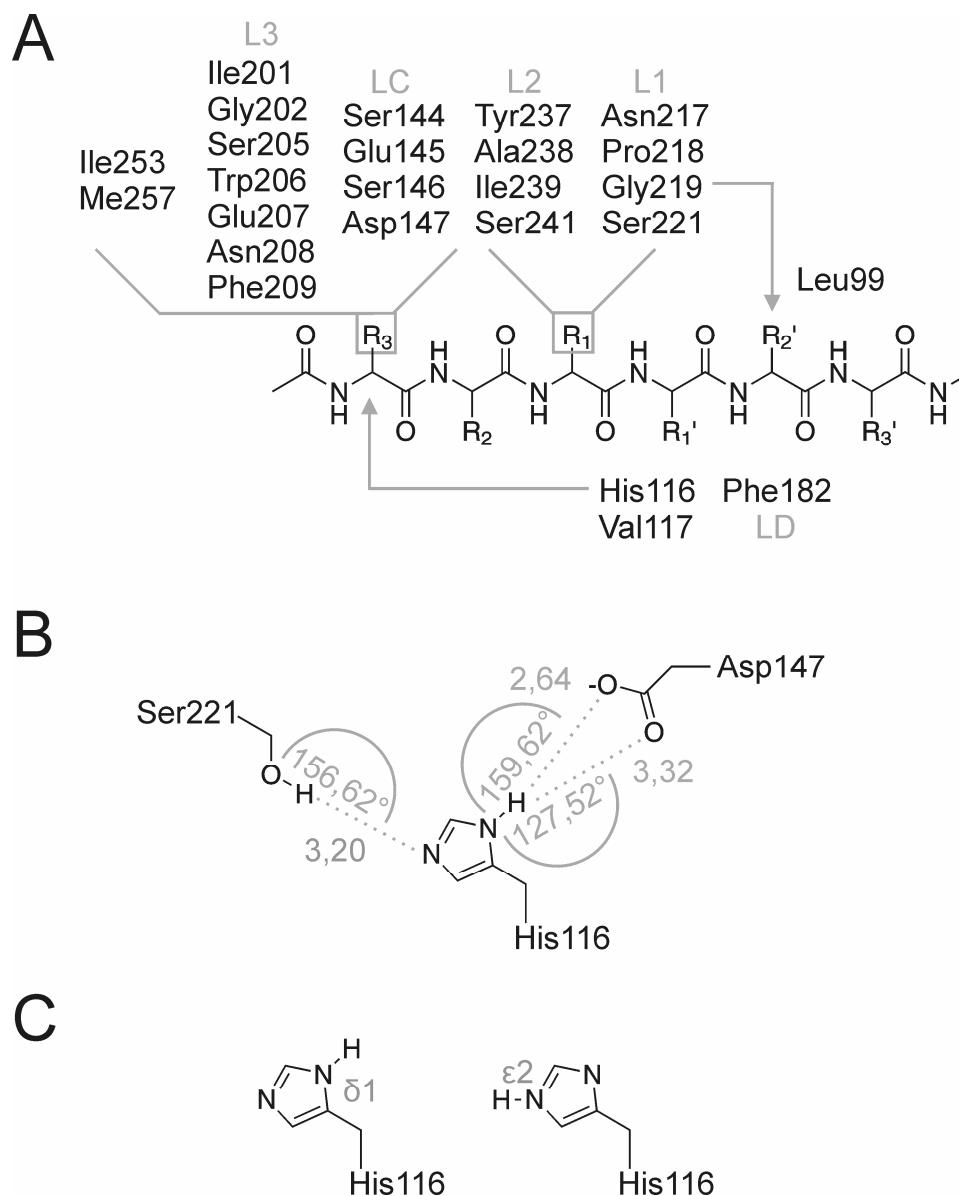 A
L3
Ile201
Gly202
Ser205
Trp206
Glu207
Asn208
Phe209
LC
Ser144
Glu145
Ser146
Asp147
L2
Tyr237
Ala238
Ile239
Ser241
L1
Asn217
Pro218
Gly219
Ser221
Ile253
Me257
Leu99
O R3 H N O R1 H N O R2' H N O
N H O R2 N H O R1' N H O R3' N H
His116 Phe182
Val117 LD
B
Ser221
O H
156,62°
3,20
2,64
-O
Asp147
O
159,62°
3,32
127,52°
H
N N
His116
C
H
N N
δ1
His116
ε2
H-N N
His116